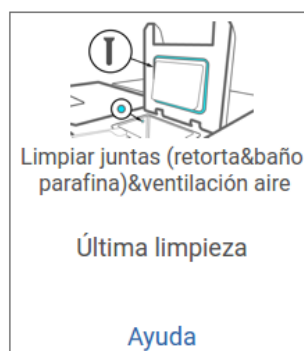 Limpiar juntas (retorta&baño
parafina)&ventilación aire
Última limpieza
Ayuda